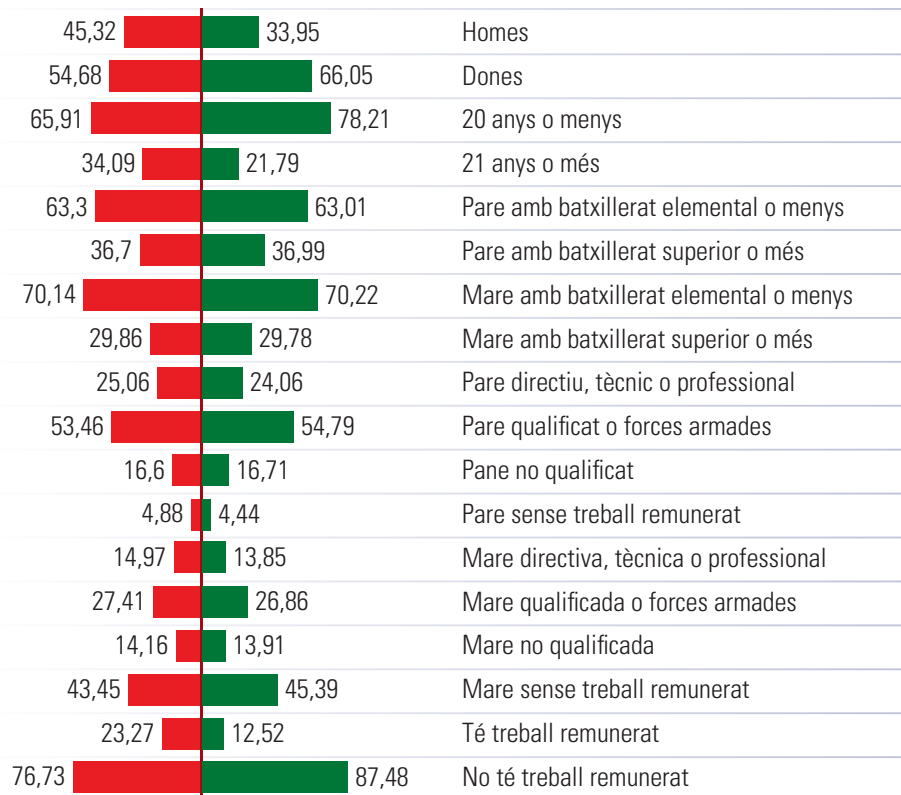 45,32 33,95 Homes
54,68 66,05 Dones
65,91 78,21 20 anys o menys
34,09 21,79 21 anys o més
63,3 63,01 Pare amb batxillerat elemental o menys
36,7 36,99 Pare amb batxillerat superior o més
70,14 70,22 Mare amb batxillerat elemental o menys
29,86 29,78 Mare amb batxillerat superior o més
25,06 24,06 Pare directiu, tècnic o professional
53,46 54,79 Pare qualificat o forces armades
16,6 16,71 Pane no qualificat
4,88 4,44 Pare sense treball remunerat
14,97 13,85 Mare directiva, tècnica o professional
27,41 26,86 Mare qualificada o forces armades
14,16 13,91 Mare no qualificada
43,45 45,39 Mare sense treball remunerat
23,27 12,52 Té treball remunerat
76,73 87,48 No té treball remunerat